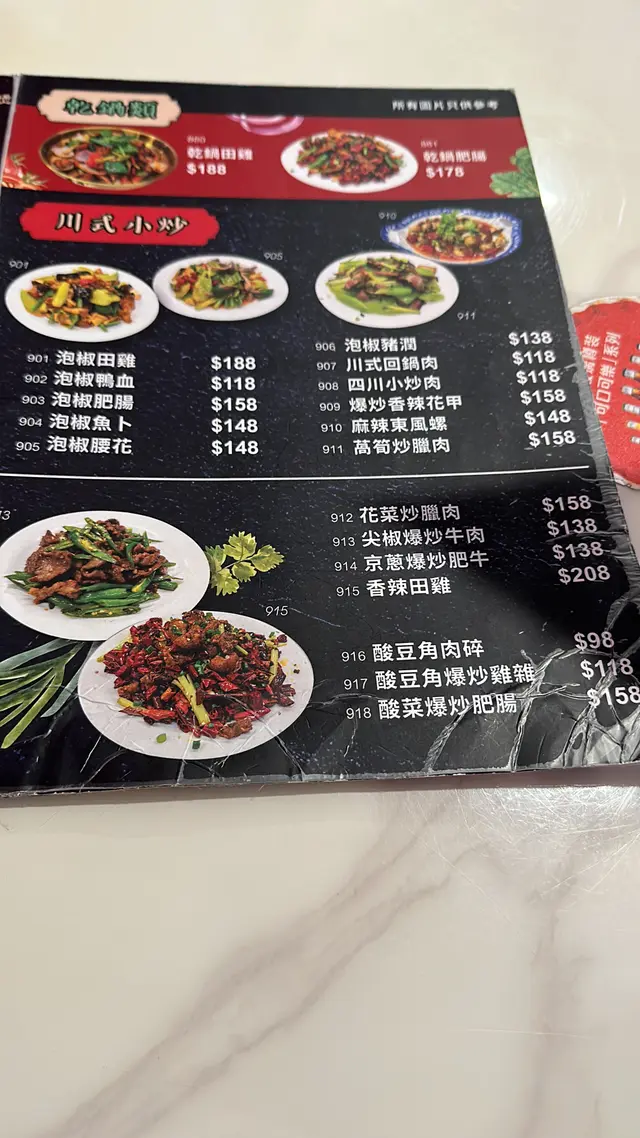 乾鍋類
所有圖片只供參考
880
乾鍋田雞
$188
881
乾鍋肥腸
$178
川式小炒
901
905
910
911
901 泡椒田雞 $188
902 泡椒鴨血 $118
903 泡椒肥腸 $158
904 泡椒魚卜 $148
905 泡椒腰花 $148
906 泡椒豬潤 $138
907 川式回鍋肉 $118
908 四川小炒肉 $118
909 爆炒香辣花甲 $158
910 麻辣東風螺 $148
911 萵筍炒臘肉 $158
912 花菜炒臘肉 $158
913 尖椒爆炒牛肉 $138
914 京蔥爆炒肥牛 $138
915 香辣田雞 $208
915
916 酸豆角肉碎 $98
917 酸豆角爆炒雞雜 $118
918 酸菜爆炒肥腸 $158
可口可樂」系列